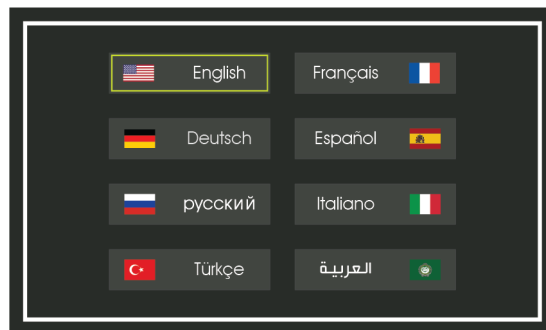 English
Français
Deutsch
Español
русский
Italiano
Türkçe
العربية